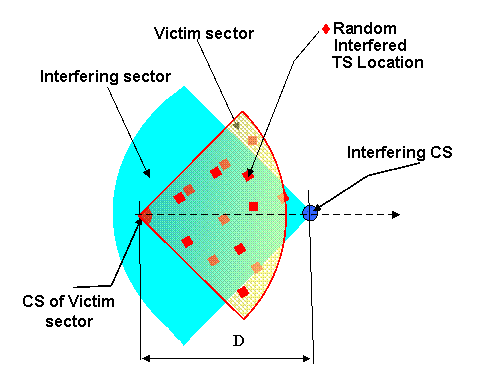 Victim sector
Random
Interfered
TS Location
Interfering sector
Interfering CS
CS of Victim
sector
D